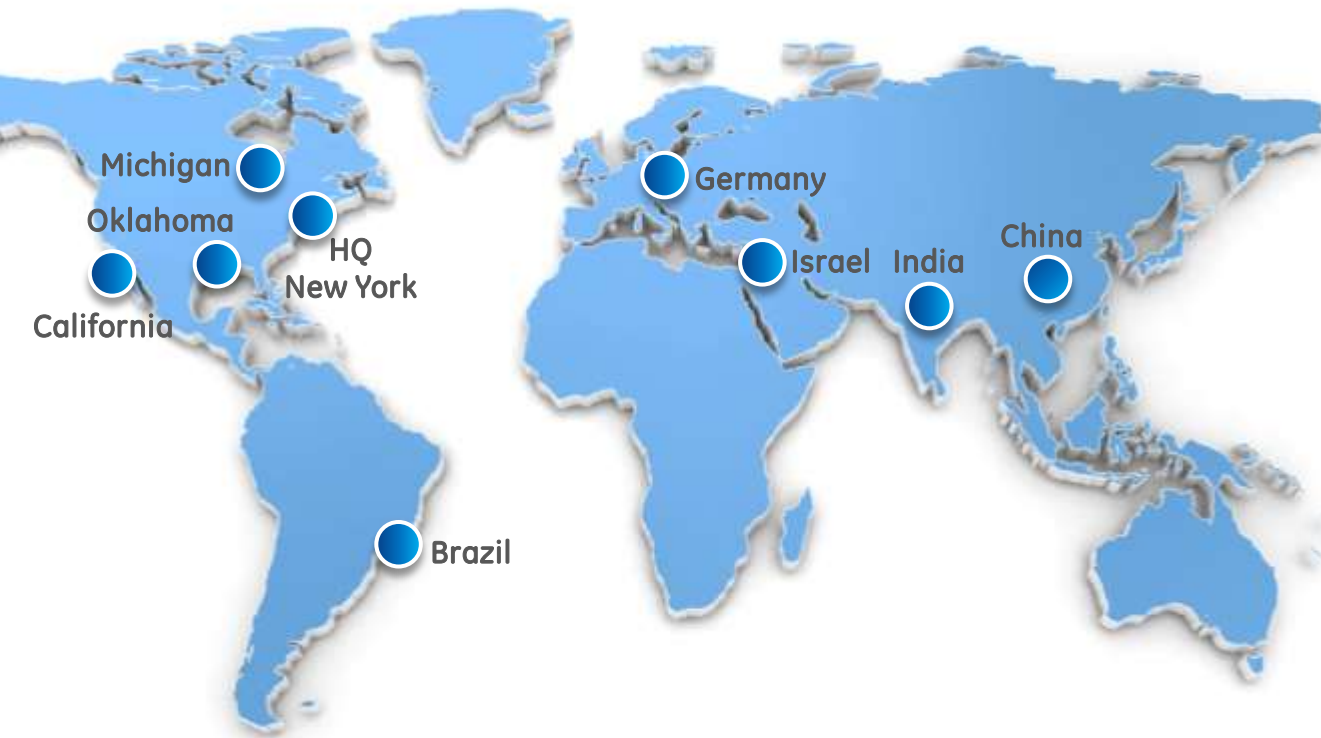 Michigan
Germany
Oklahoma
HQ
New York
China
Israel
India
California
Brazil